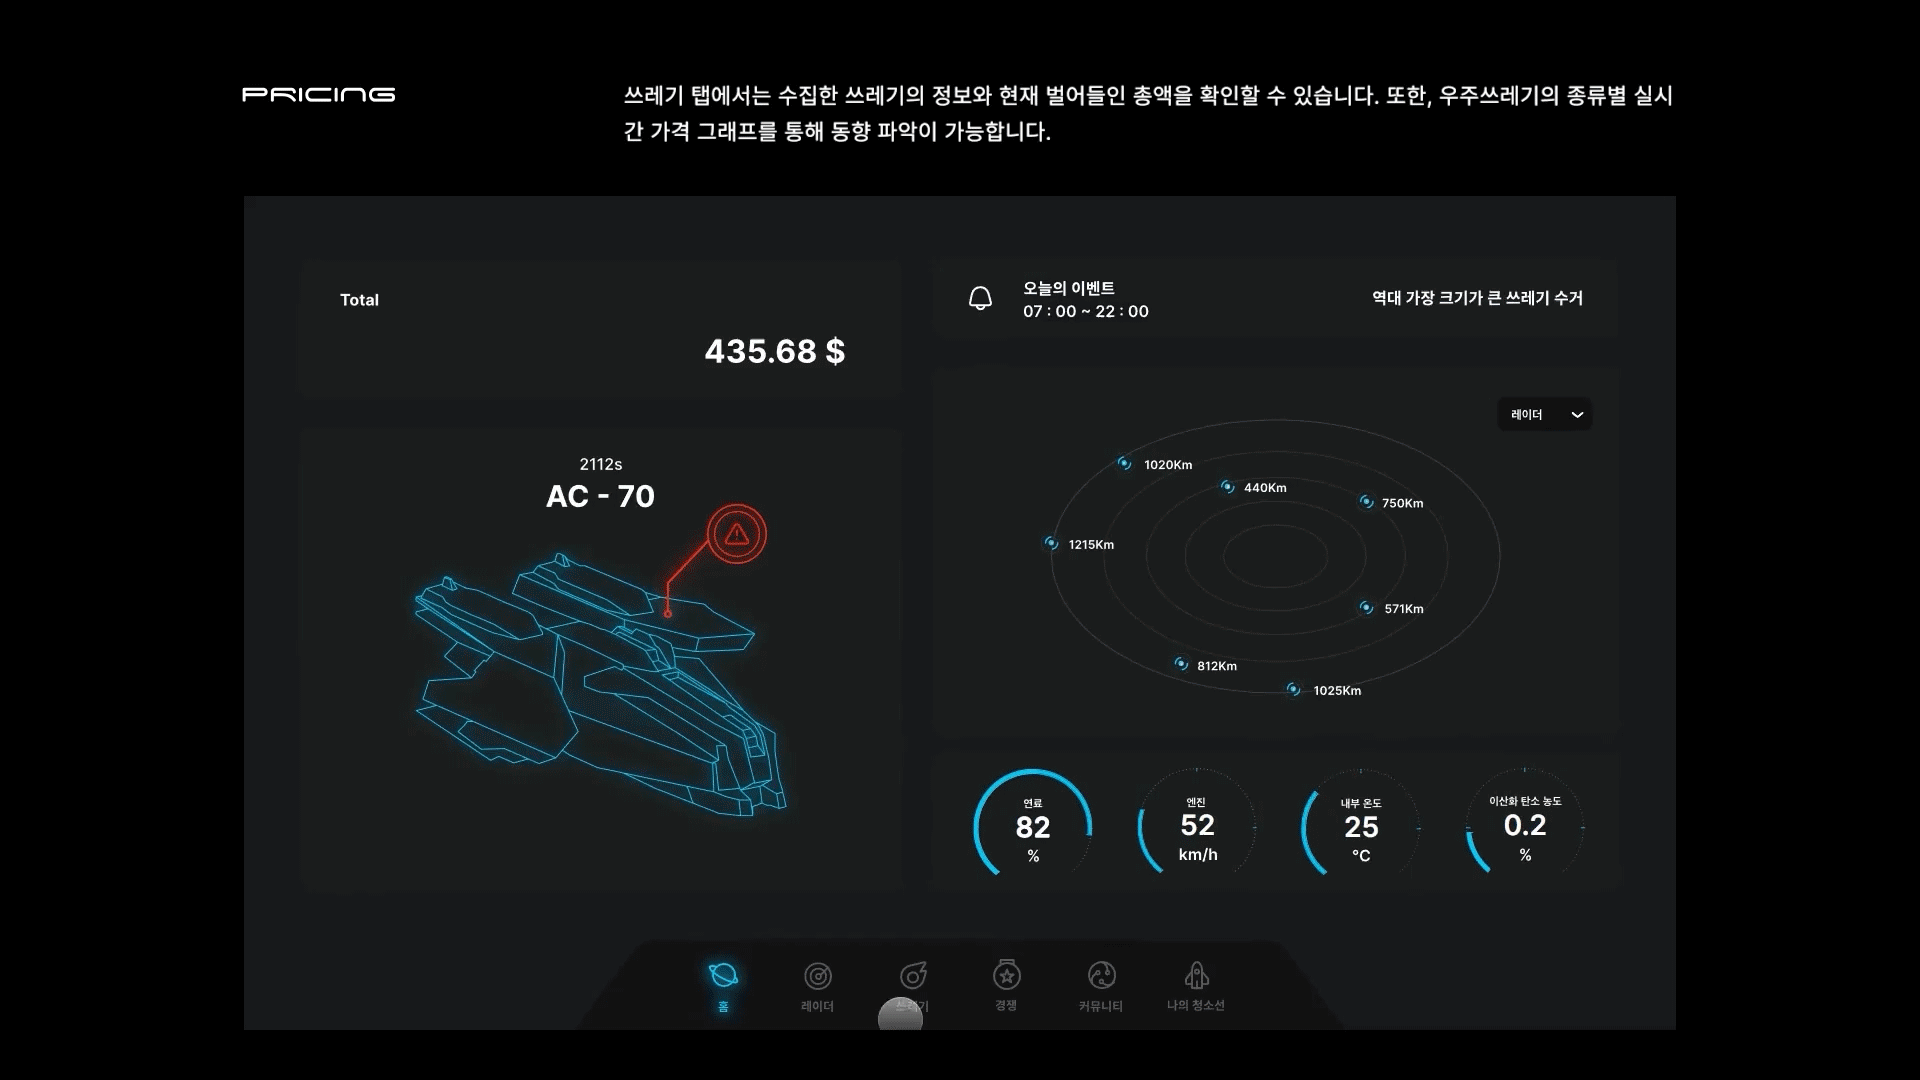 PRICING
쓰레기 탭에서는 수집한 쓰레기의 정보와 현재 벌어들인 총액을 확인할 수 있습니다. 또한, 우주쓰레기의 종류별 실시
간 가격 그래프를 통해 동향 파악이 가능합니다.
Total
435.68 $
오늘의 이벤트
07 : 00 ~ 22 : 00
역대 가장 크기가 큰 쓰레기 수거
2112s
AC - 70
레이더
1020Km
440Km
750Km
1215Km
571Km
812Km
1025Km
연료
82
%
엔진
52
km/h
내부 온도
25
°C
이산화 탄소 농도
0.2
%
홈
레이더
쓰레기
경쟁
커뮤니티
나의 청소선